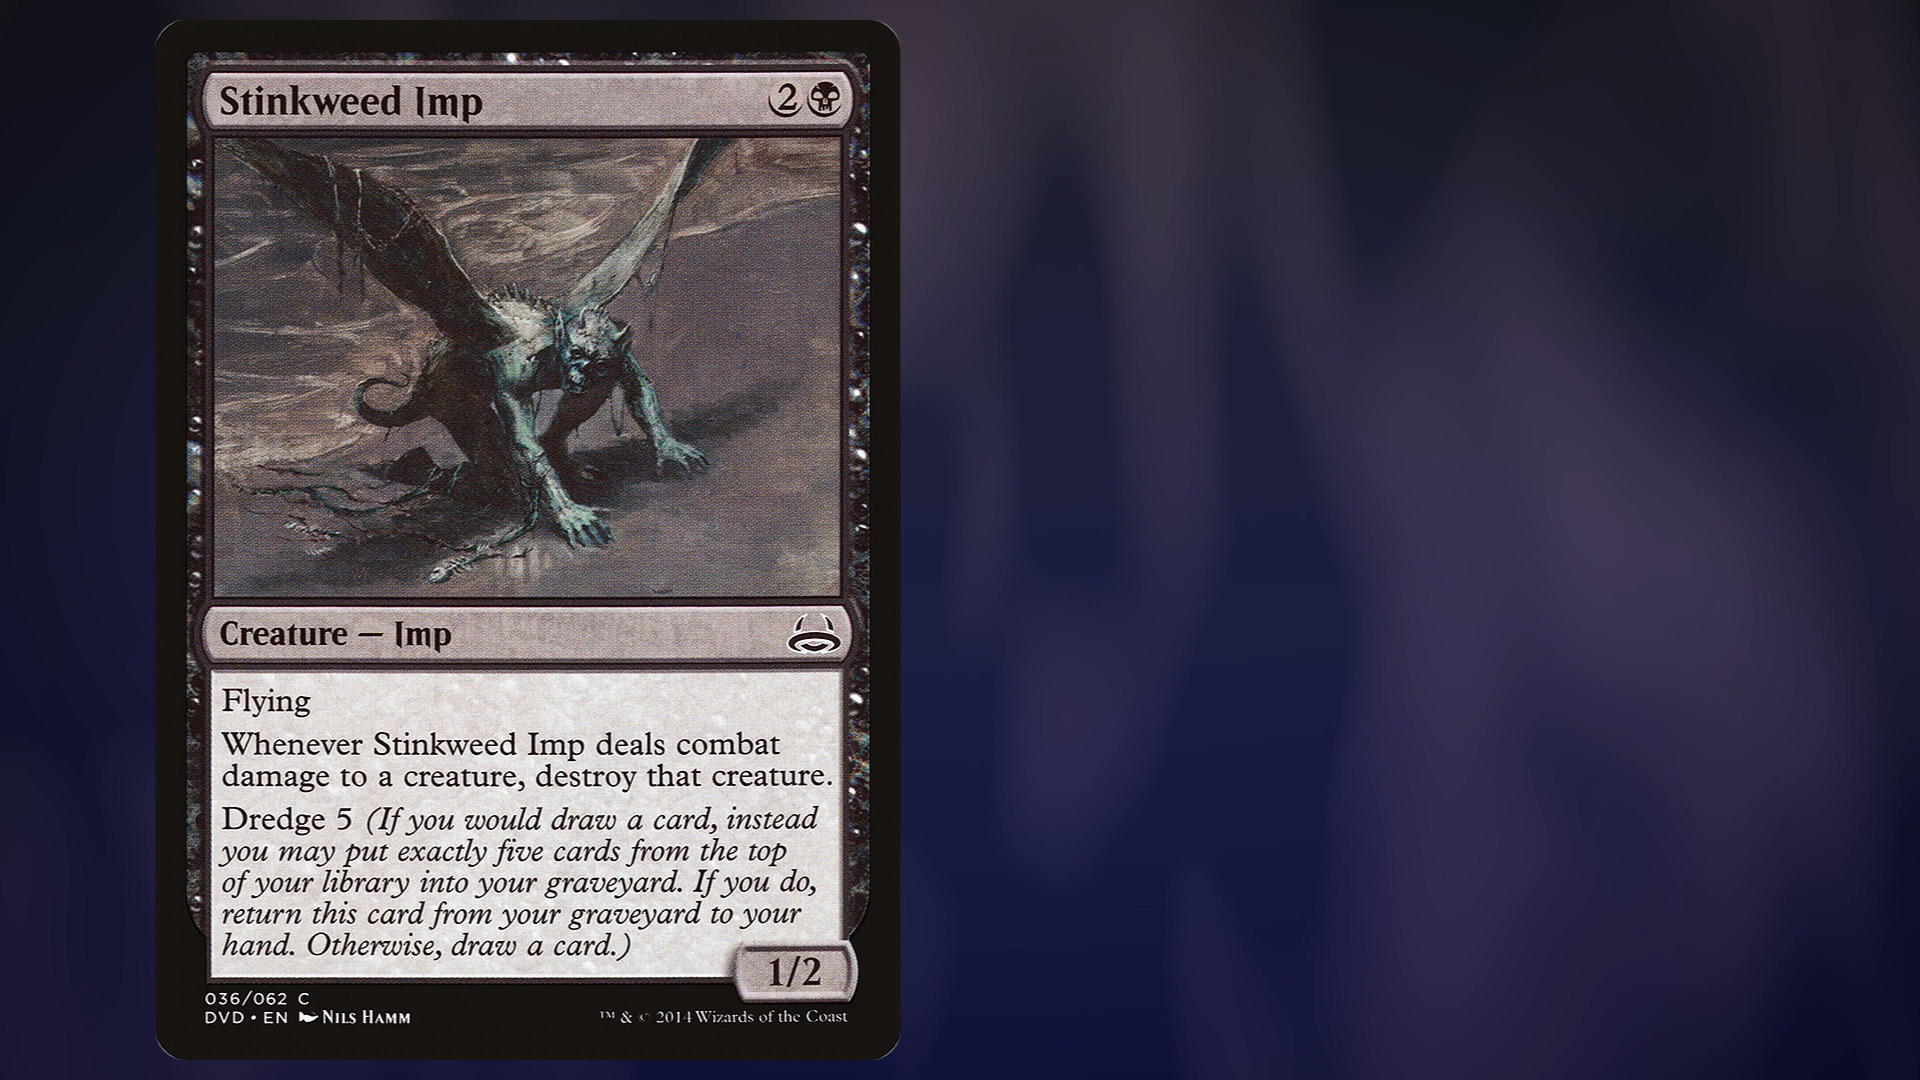 Stinkweed Imp 2
Creature — Imp
Flying
Whenever Stinkweed Imp deals combat
damage to a creature, destroy that creature.
Dredge 5 (If you would draw a card, instead
you may put exactly five cards from the top
of your library into your graveyard. If you do,
return this card from your graveyard to your
hand. Otherwise, draw a card.)
1/2
036/062 C
DVD • EN NILS HAMM
™ & © 2014 Wizards of the Coast